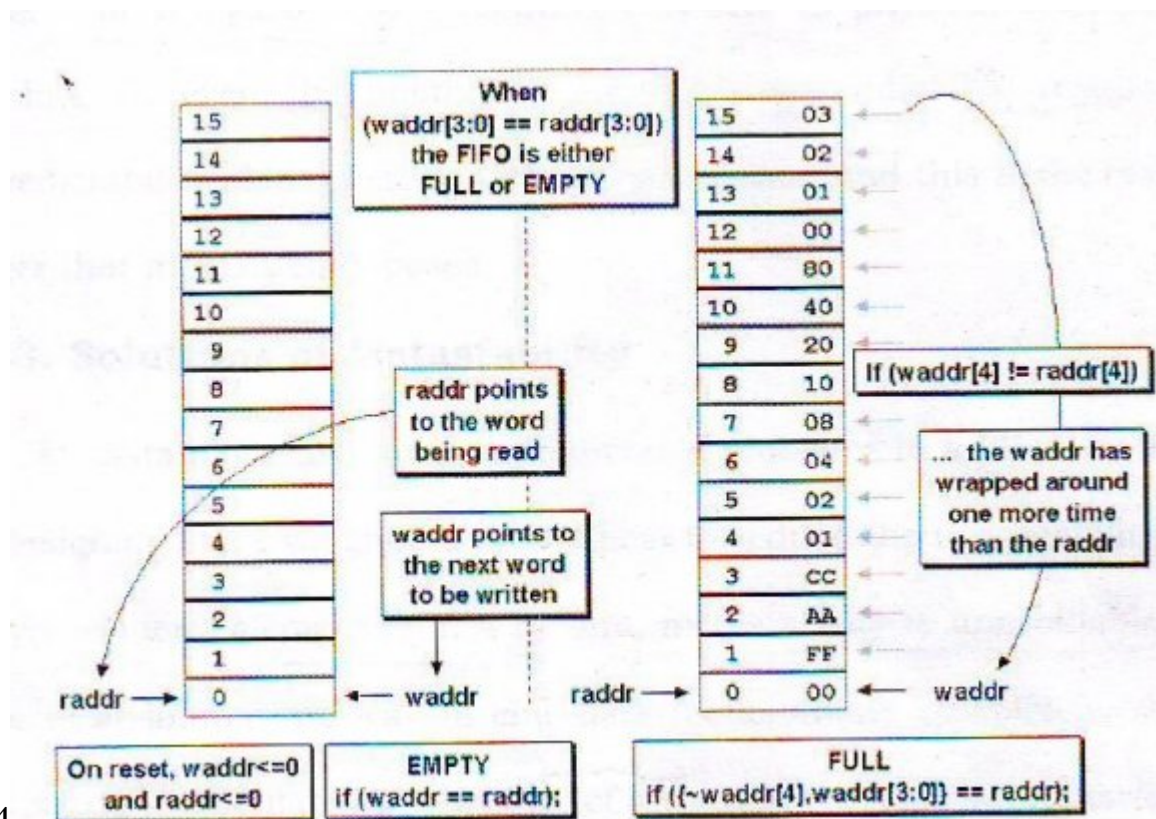 When
(waddr[3:0] == raddr[3:0])
the FIFO is either
FULL or EMPTY
15
14
13
12
11
10
9
8
7
6
5
4
3
2
1
0
raddr points
to the word
being read
waddr points to
the next word
to be written
raddr
waddr
15 03
14 02
13 01
12 00
11 80
10 40
9 20
8 10
7 08
6 04
5 02
4 01
3 CC
2 AA
1 FF
0 00
If (waddr[4] != raddr[4])
... the waddr has
wrapped around
one more time
than the raddr
raddr
waddr
On reset, waddr<=0
and raddr<=0
EMPTY
if (waddr == raddr);
FULL
if ({~waddr[4],waddr[3:0]} == raddr);